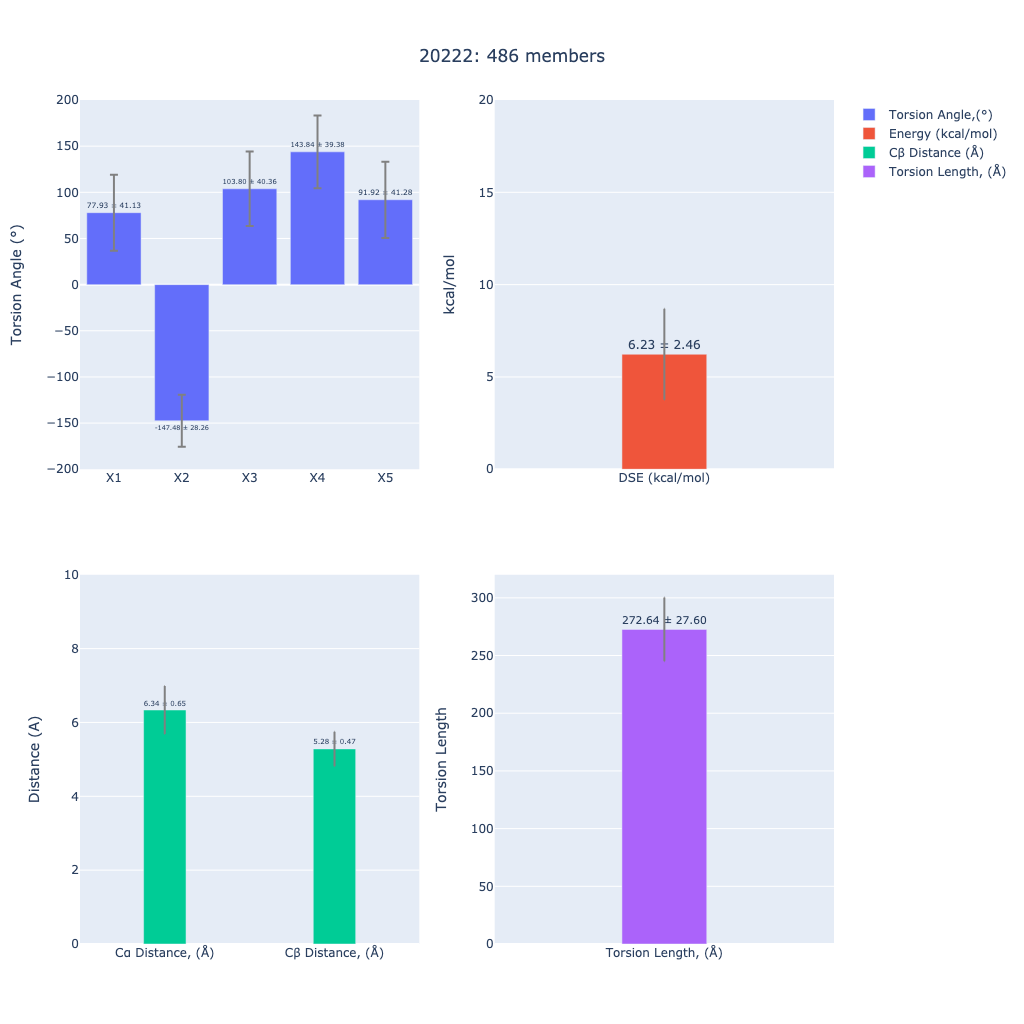 20222: 486 members
Torsion Angle (°)
200
150
100
50
0
−50
−100
−150
−200
77.93 ± 41.13
-147.48 ± 28.26
103.80 ± 40.36
143.84 ± 39.38
91.92 ± 41.28
X1 X2 X3 X4 X5
kcal/mol
20
15
10
5
0
6.23 ± 2.46
DSE (kcal/mol)
Torsion Angle,(°)
Energy (kcal/mol)
Cβ Distance (Å)
Torsion Length, (Å)
Distance (A)
10
8
6
4
2
0
6.34 ± 0.65
5.28 ± 0.47
Cα Distance, (Å) Cβ Distance, (Å)
Torsion Length
300
250
200
150
100
50
0
272.64 ± 27.60
Torsion Length, (Å)